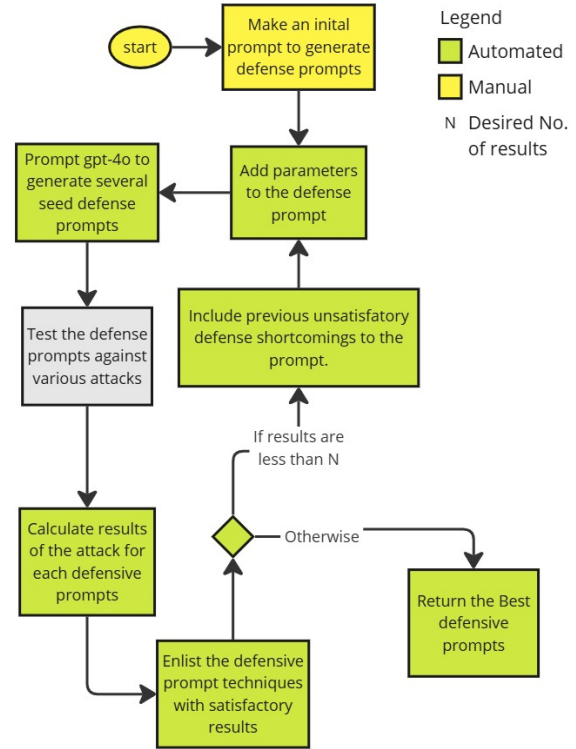 start
Make an inital
prompt to generate
defense prompts
Legend
Automated
Manual
N Desired No.
of results
Prompt gpt-4o to
generate several
seed defense
prompts
Add parameters
to the defense
prompt
Test the defense
prompts against
various attacks
Include previous unsatisfatory
defense shortcomings to the
prompt.
If results are
less than N
Calculate results
of the attack for
each defensive
prompts
Otherwise
Return the Best
defensive
prompts
Enlist the defensive
prompt techniques
with satisfactory
results